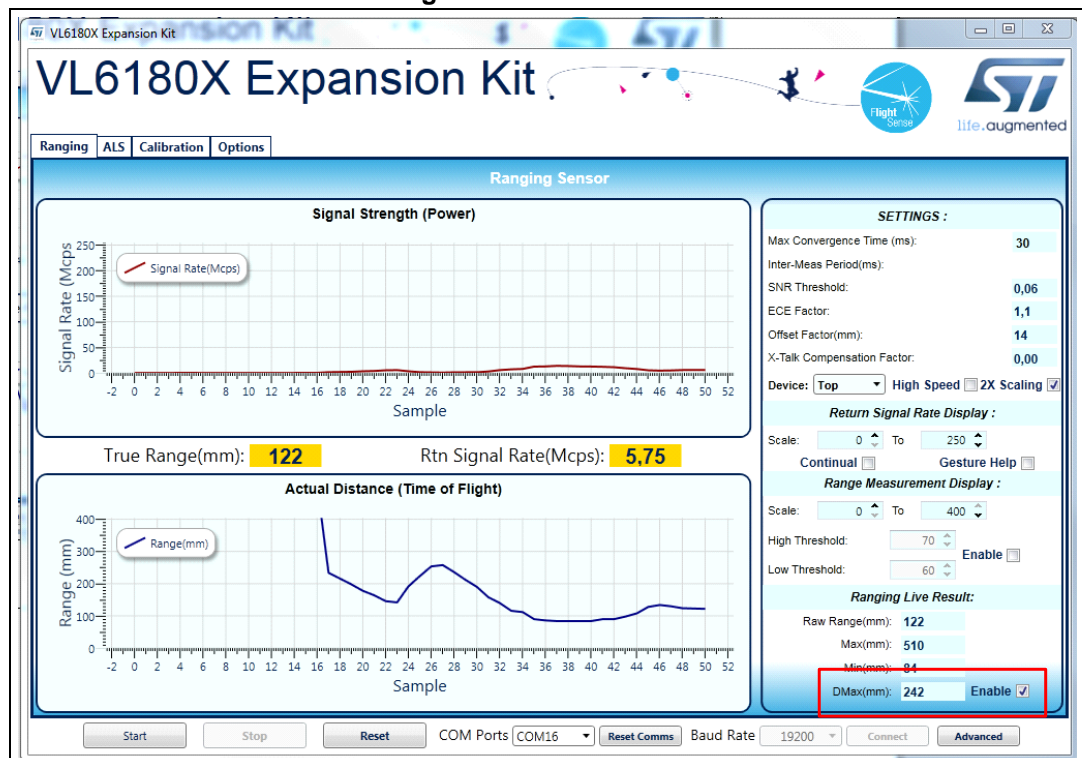 VL6180X Expansion Kit
VL6180X Expansion Kit
Flight
Sense
ST
life.augmented
Ranging ALS Calibration Options
Ranging Sensor
Signal Strength (Power)
Signal Rate (Mcps)
250
200
150
100
50
0
Signal Rate(Mcps)
-2 0 2 4 6 8 10 12 14 16 18 20 22 24 26 28 30 32 34 36 38 40 42 44 46 48 50 52
Sample
True Range(mm): 122 Rtn Signal Rate(Mcps): 5,75
Actual Distance (Time of Flight)
Range (mm)
400
300
200
100
0
Range(mm)
-2 0 2 4 6 8 10 12 14 16 18 20 22 24 26 28 30 32 34 36 38 40 42 44 46 48 50 52
Sample
SETTINGS :
Max Convergence Time (ms): 30
Inter-Meas Period(ms):
SNR Threshold: 0,06
ECE Factor: 1,1
Offset Factor(mm): 14
X-Talk Compensation Factor: 0,00
Device: Top High Speed 2X Scaling
Return Signal Rate Display :
Scale: 0 To 250
Continual Gesture Help
Range Measurement Display :
Scale: 0 To 400
High Threshold: 70
Enable
Low Threshold: 60
Ranging Live Result:
Raw Range(mm): 122
Max(mm): 510
Min(mm): 84
DMax(mm): 242 Enable
Start Stop Reset COM Ports COM16 Reset Comms Baud Rate 19200 Connect Advanced